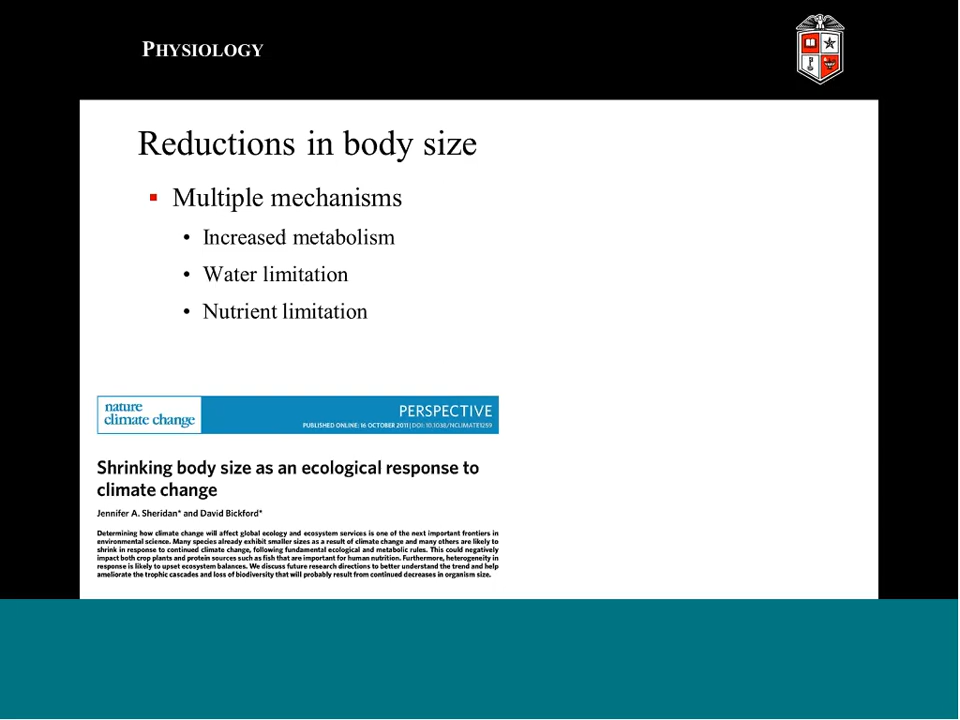 PHYSIOLOGY
Reductions in body size
▪ Multiple mechanisms
• Increased metabolism
• Water limitation
• Nutrient limitation
nature
climate change
PERSPECTIVE
PUBLISHED ONLINE: 16 OCTOBER 2011 | DOI: 10.1038/NCLIMATE1259
Shrinking body size as an ecological response to
climate change
Jennifer A. Sheridan* and David Bickford*
Determining how climate change will affect global ecology and ecosystem services is one of the next important frontiers in
environmental science. Many species already exhibit smaller sizes as a result of climate change and many others are likely to
shrink in response to continued climate change, following fundamental ecological and metabolic rules. This could negatively
impact both crop plants and protein sources such as fish that are important for human nutrition. Furthermore, heterogeneity in
response is likely to upset ecosystem balances. We discuss future research directions to better understand the trend and help
ameliorate the trophic cascades and loss of biodiversity that will probably result from continued decreases in organism size.